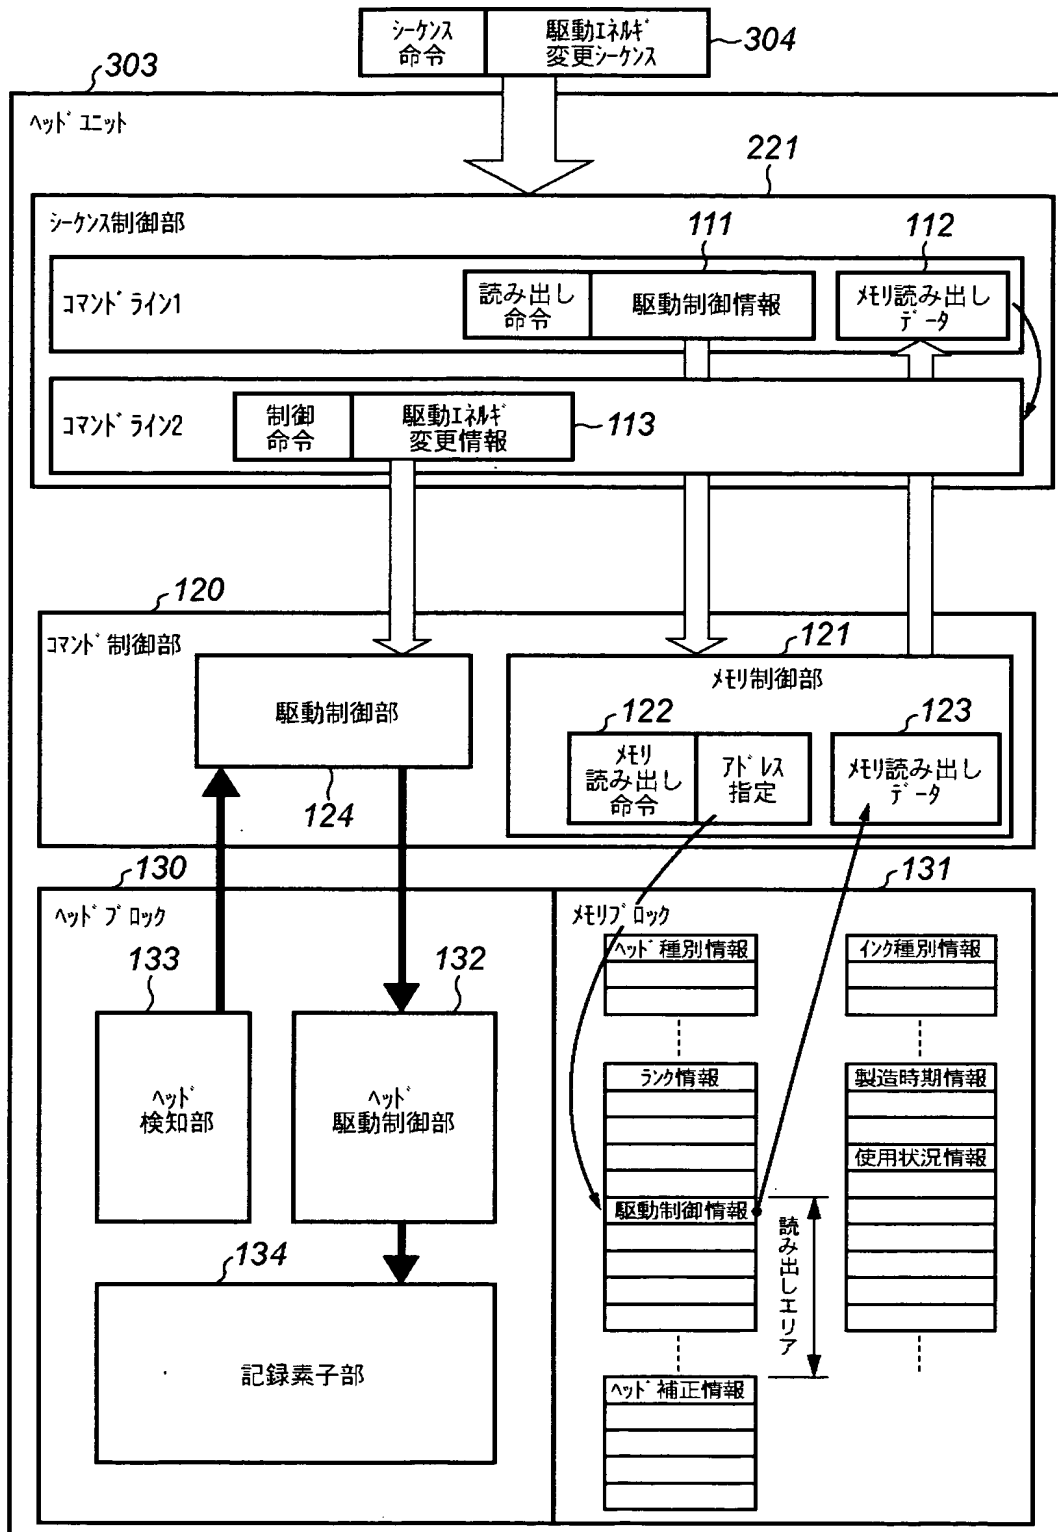 シーケンス
命令
駆動エネルギ
変更シーケンス
304
303
ヘッドユニット
221
シーケンス制御部
111
112
コマンドライン1
読み出し
命令
駆動制御情報
メモリ読み出し
データ
コマンドライン2
制御
命令
駆動エネルギ
変更情報
113
120
コマンド制御部
121
メモリ制御部
駆動制御部
122
123
メモリ
読み出し
命令
アドレス
指定
メモリ読み出し
データ
124
130
131
ヘッドブロック
メモリブロック
133
132
ヘッド種別情報
インク種別情報
ヘッド
検知部
ヘッド
駆動制御部
ランク情報
製造時期情報
使用状況情報
駆動制御情報
読み出しエリア
134
記録素子部
ヘッド補正情報